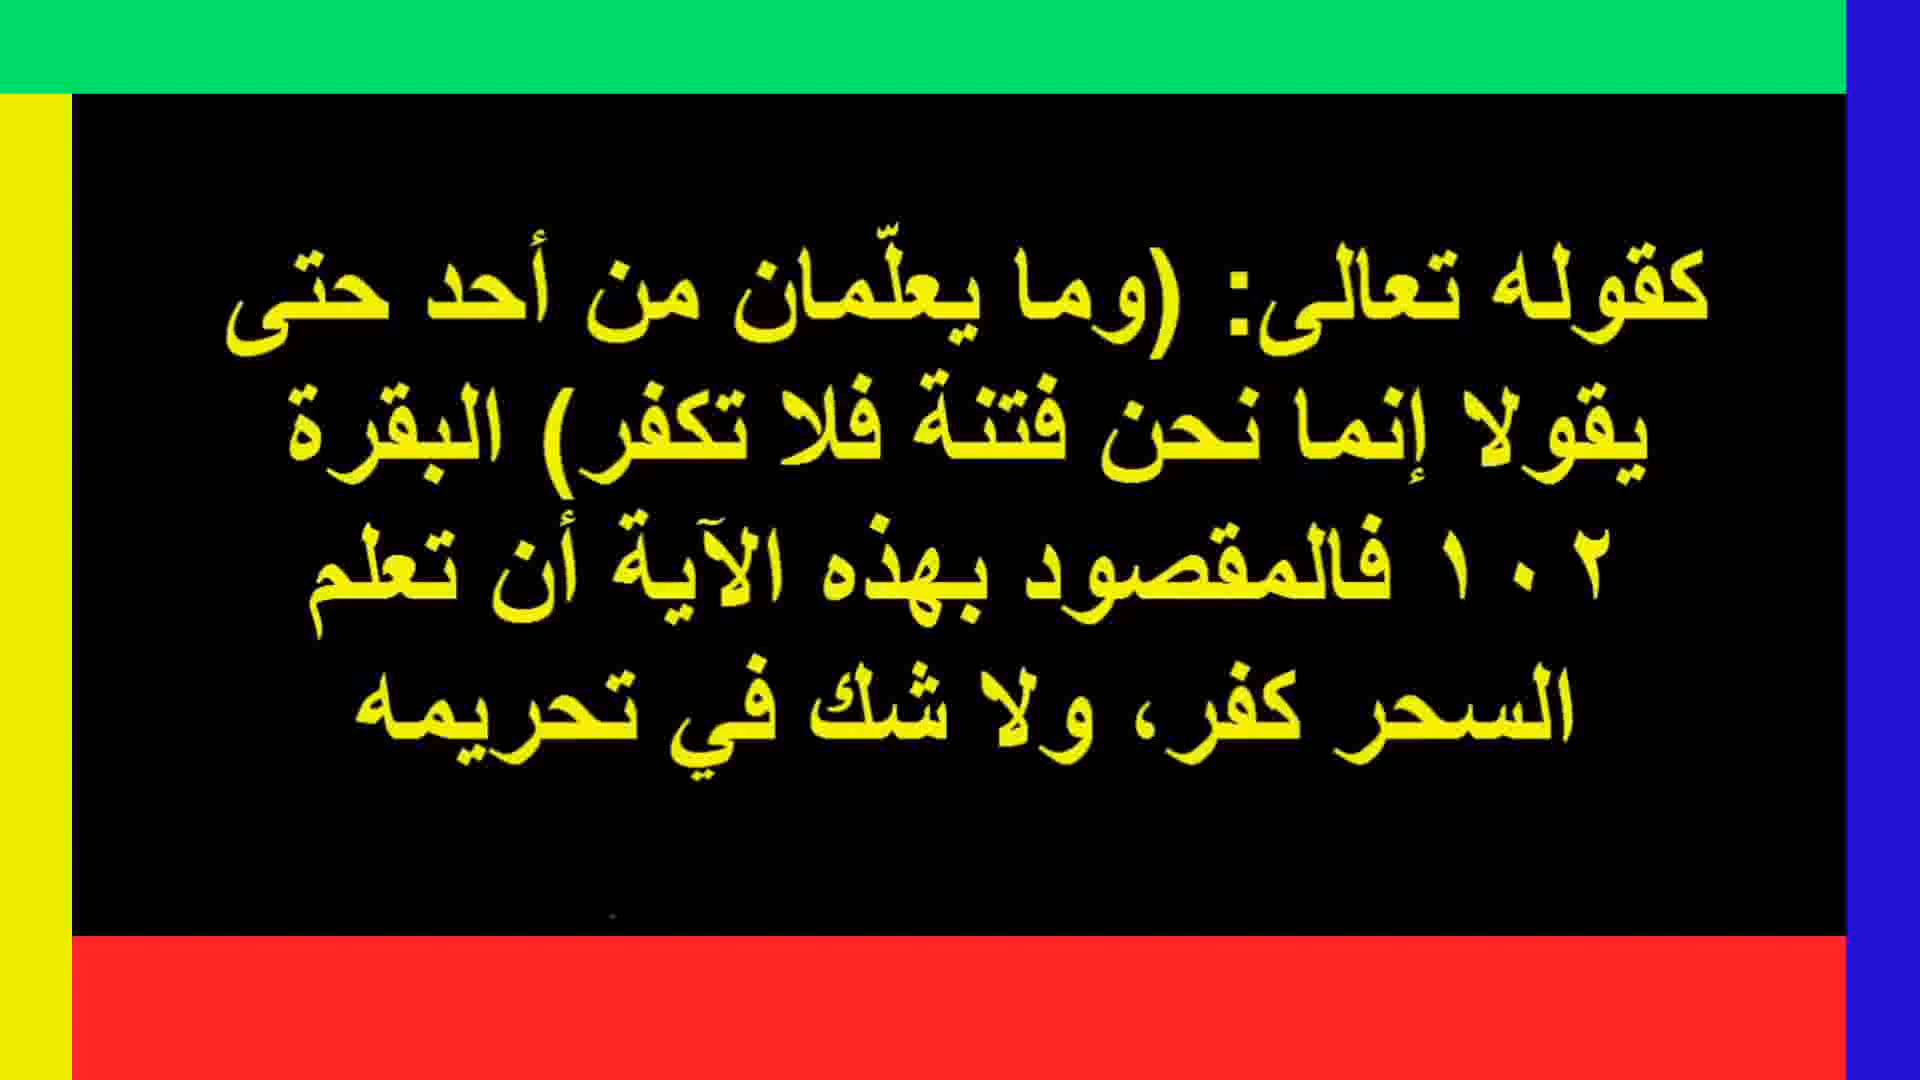 كقوله تعالى: (وما يعلّمان من أحد حتى
يقولا إنما نحن فتنة فلا تكفر) البقرة
١٠٢ فالمقصود بهذه الآية أن تعلم
السحر كفر، ولا شك في تحريمه